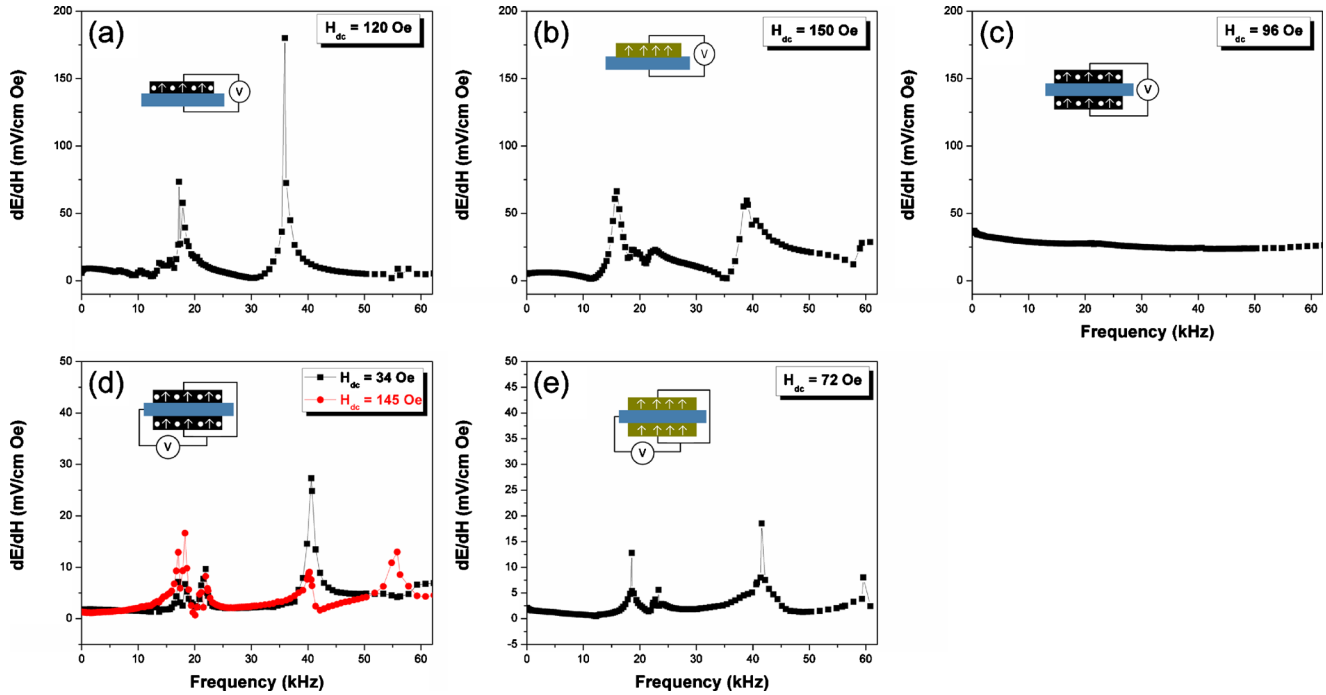 (a)
H_dc = 120 Oe
V
dE/dH (mV/cm Oe)
200
150
100
50
0
0 10 20 30 40 50 60
(b)
H_dc = 150 Oe
V
dE/dH (mV/cm Oe)
200
150
100
50
0
0 10 20 30 40 50 60
(c)
H_dc = 96 Oe
V
dE/dH (mV/cm Oe)
200
150
100
50
0
0 10 20 30 40 50 60
Frequency (kHz)
(d)
H_dc = 34 Oe
H_dc = 145 Oe
V
dE/dH (mV/cm Oe)
50
40
30
20
10
0
0 10 20 30 40 50 60
Frequency (kHz)
(e)
H_dc = 72 Oe
V
dE/dH (mV/cm Oe)
50
45
40
35
30
25
20
15
10
5
0
-5
0 10 20 30 40 50 60
Frequency (kHz)